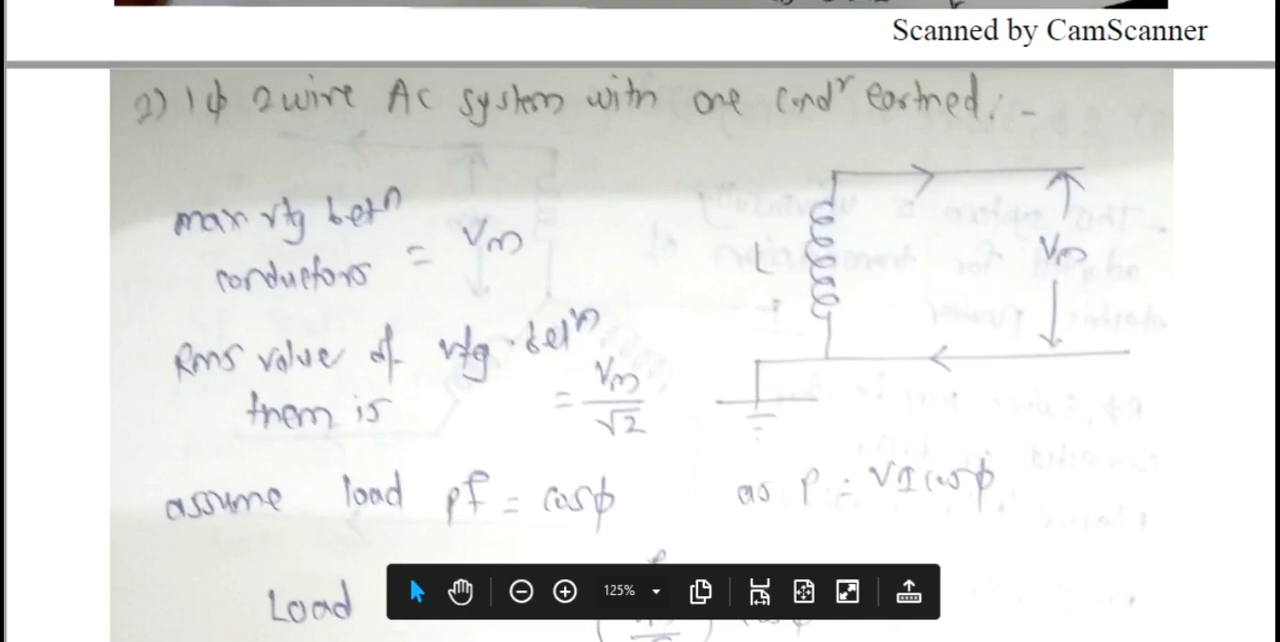 Scanned by CamScanner
2) 1ϕ 2wire AC system with one condʳ earthed:-
max vtg betⁿ
conductors = Vm
L
Vm
RMS value of vtg. betⁿ
them is = Vm/√2
assume load pf = cosϕ as P = VI cosϕ
Load
125%